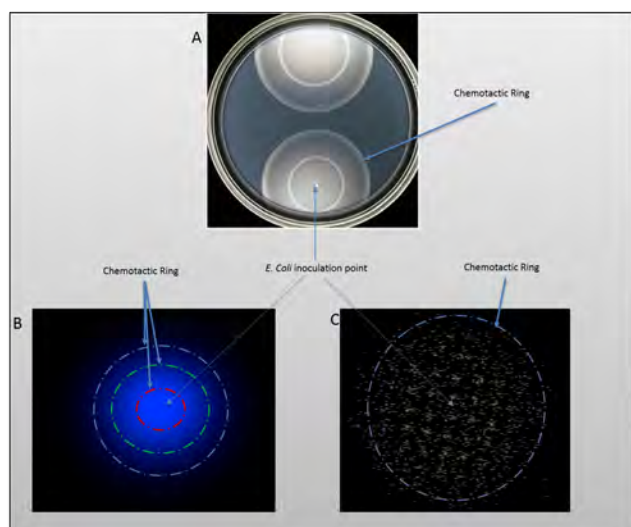 A
Chemotactic Ring
E. Coli inoculation point
Chemotactic Ring
Chemotactic Ring
B
C